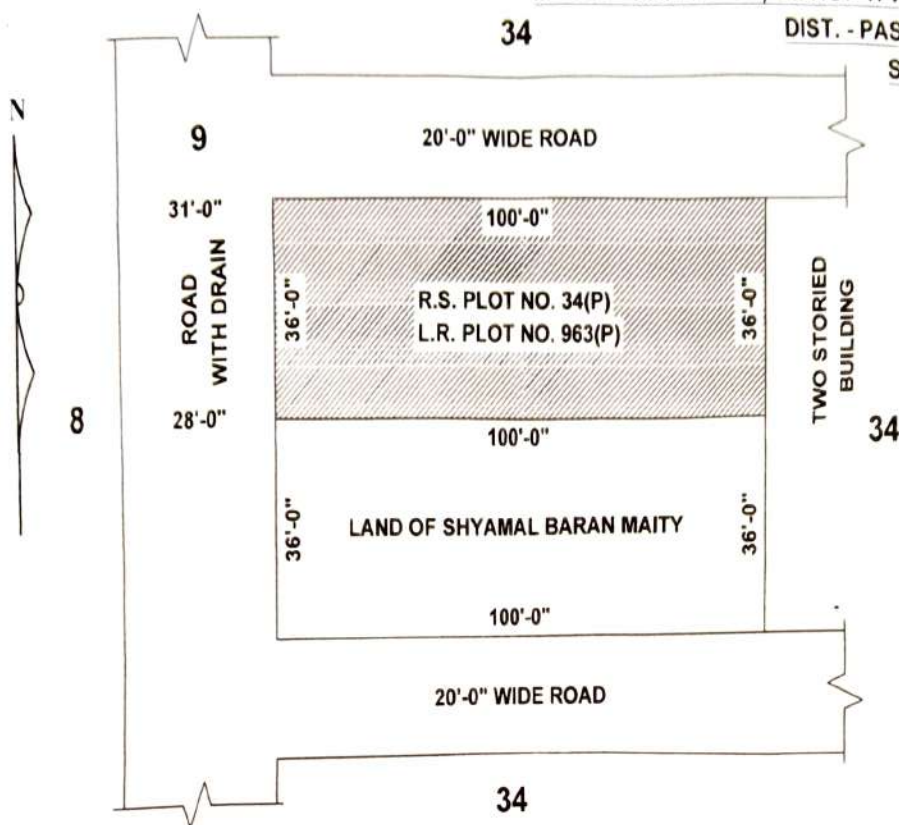 34
DIST. - PAS
S
N
9
20'-0" WIDE ROAD
31'-0"
100'-0"
ROAD
WITH DRAIN
36'-0"
R.S. PLOT NO. 34(P)
L.R. PLOT NO. 963(P)
36'-0"
TWO STORIED
BUILDING
8
28'-0"
34
100'-0"
36'-0"
LAND OF SHYAMAL BARAN MAITY
36'-0"
100'-0"
20'-0" WIDE ROAD
34